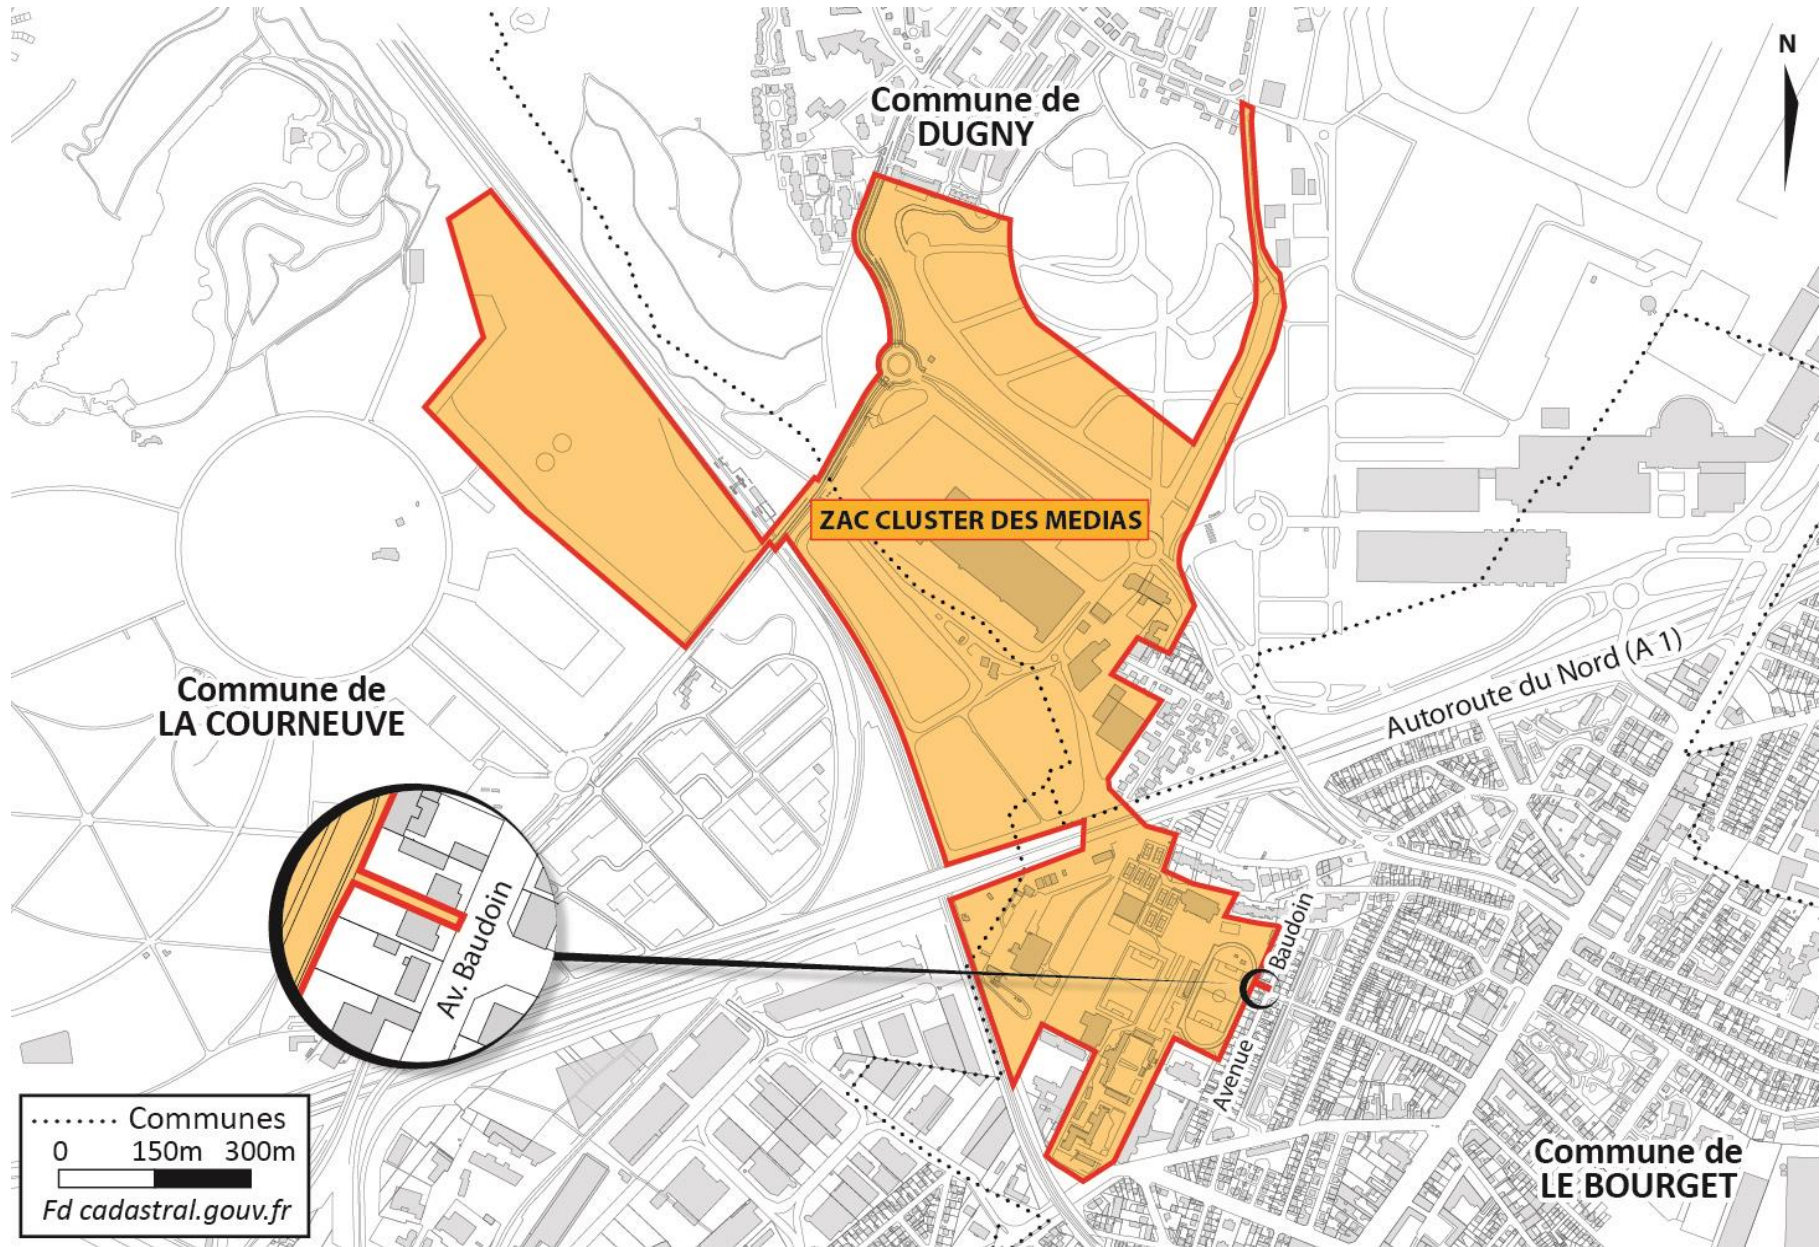 N
Commune de
DUGNY
ZAC CLUSTER DES MEDIAS
Autoroute du Nord (A 1)
Commune de
LA COURNEUVE
Av. Baudoin
Avenue Baudoin
Communes
0 150m 300m
Fd cadastral.gouv.fr
Commune de
LE BOURGET